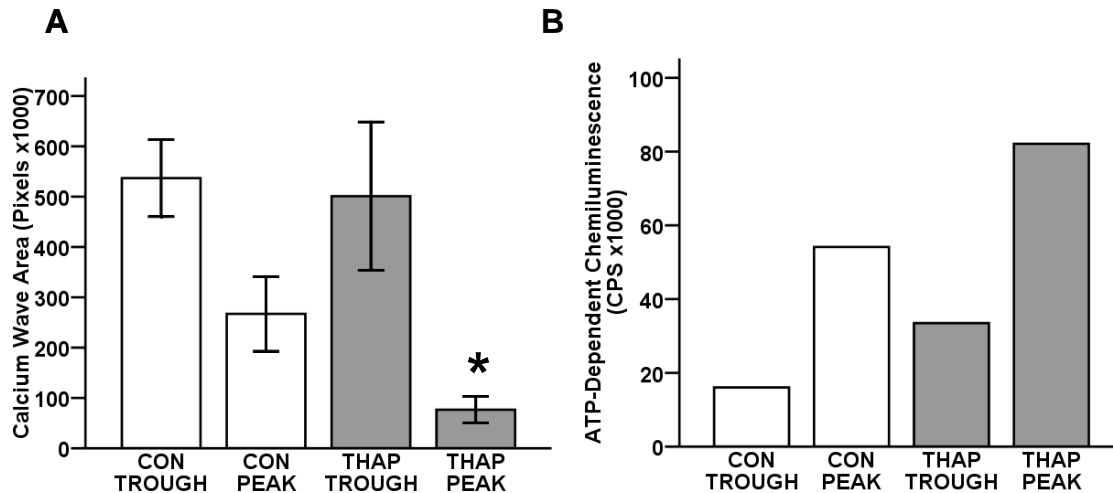 A
Calcium Wave Area (Pixels x1000)
700
600
500
400
300
200
100
0
*
CON
TROUGH
CON
PEAK
THAP
TROUGH
THAP
PEAK
B
ATP-Dependent Chemiluminescence
(CPS x1000)
100
80
60
40
20
0
CON
TROUGH
CON
PEAK
THAP
TROUGH
THAP
PEAK